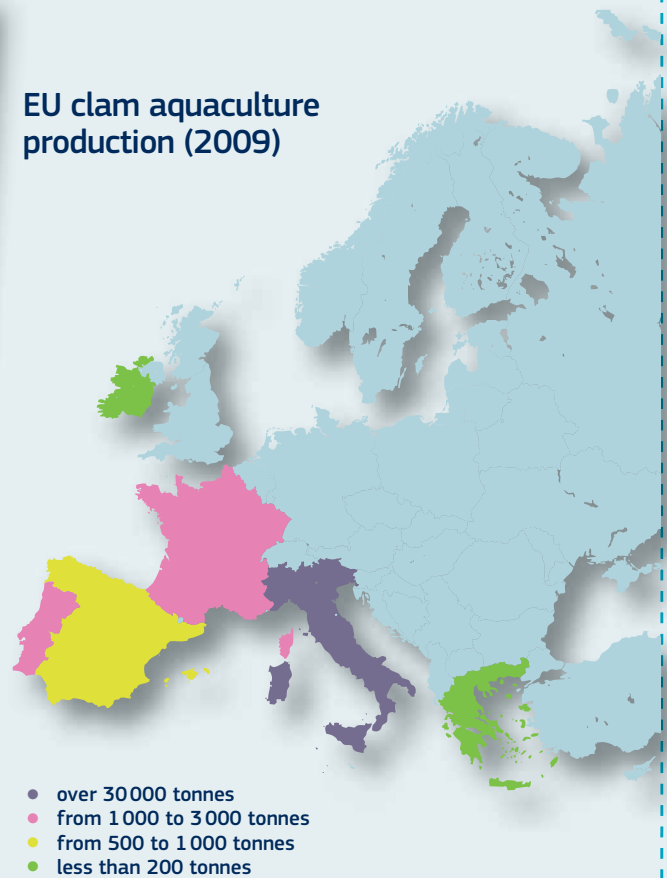 EU clam aquaculture
production (2009)
over 30 000 tonnes
from 1 000 to 3 000 tonnes
from 500 to 1 000 tonnes
less than 200 tonnes